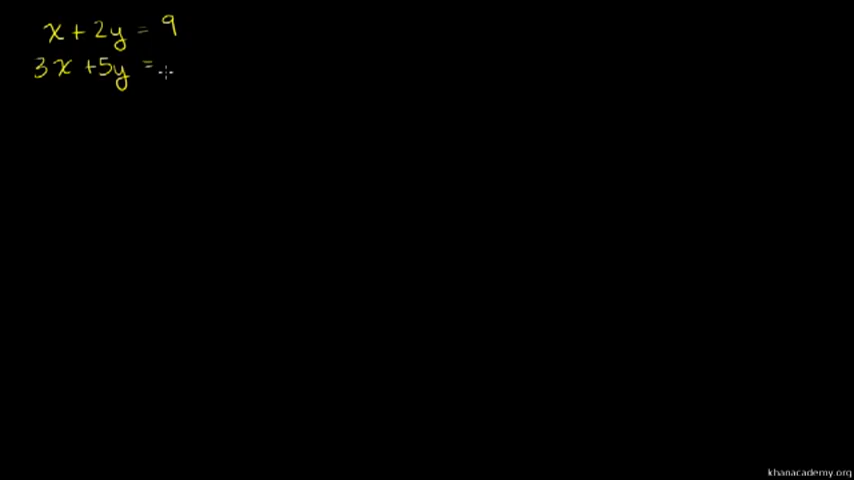 x + 2y = 9
3x + 5y =
khanacademy.org